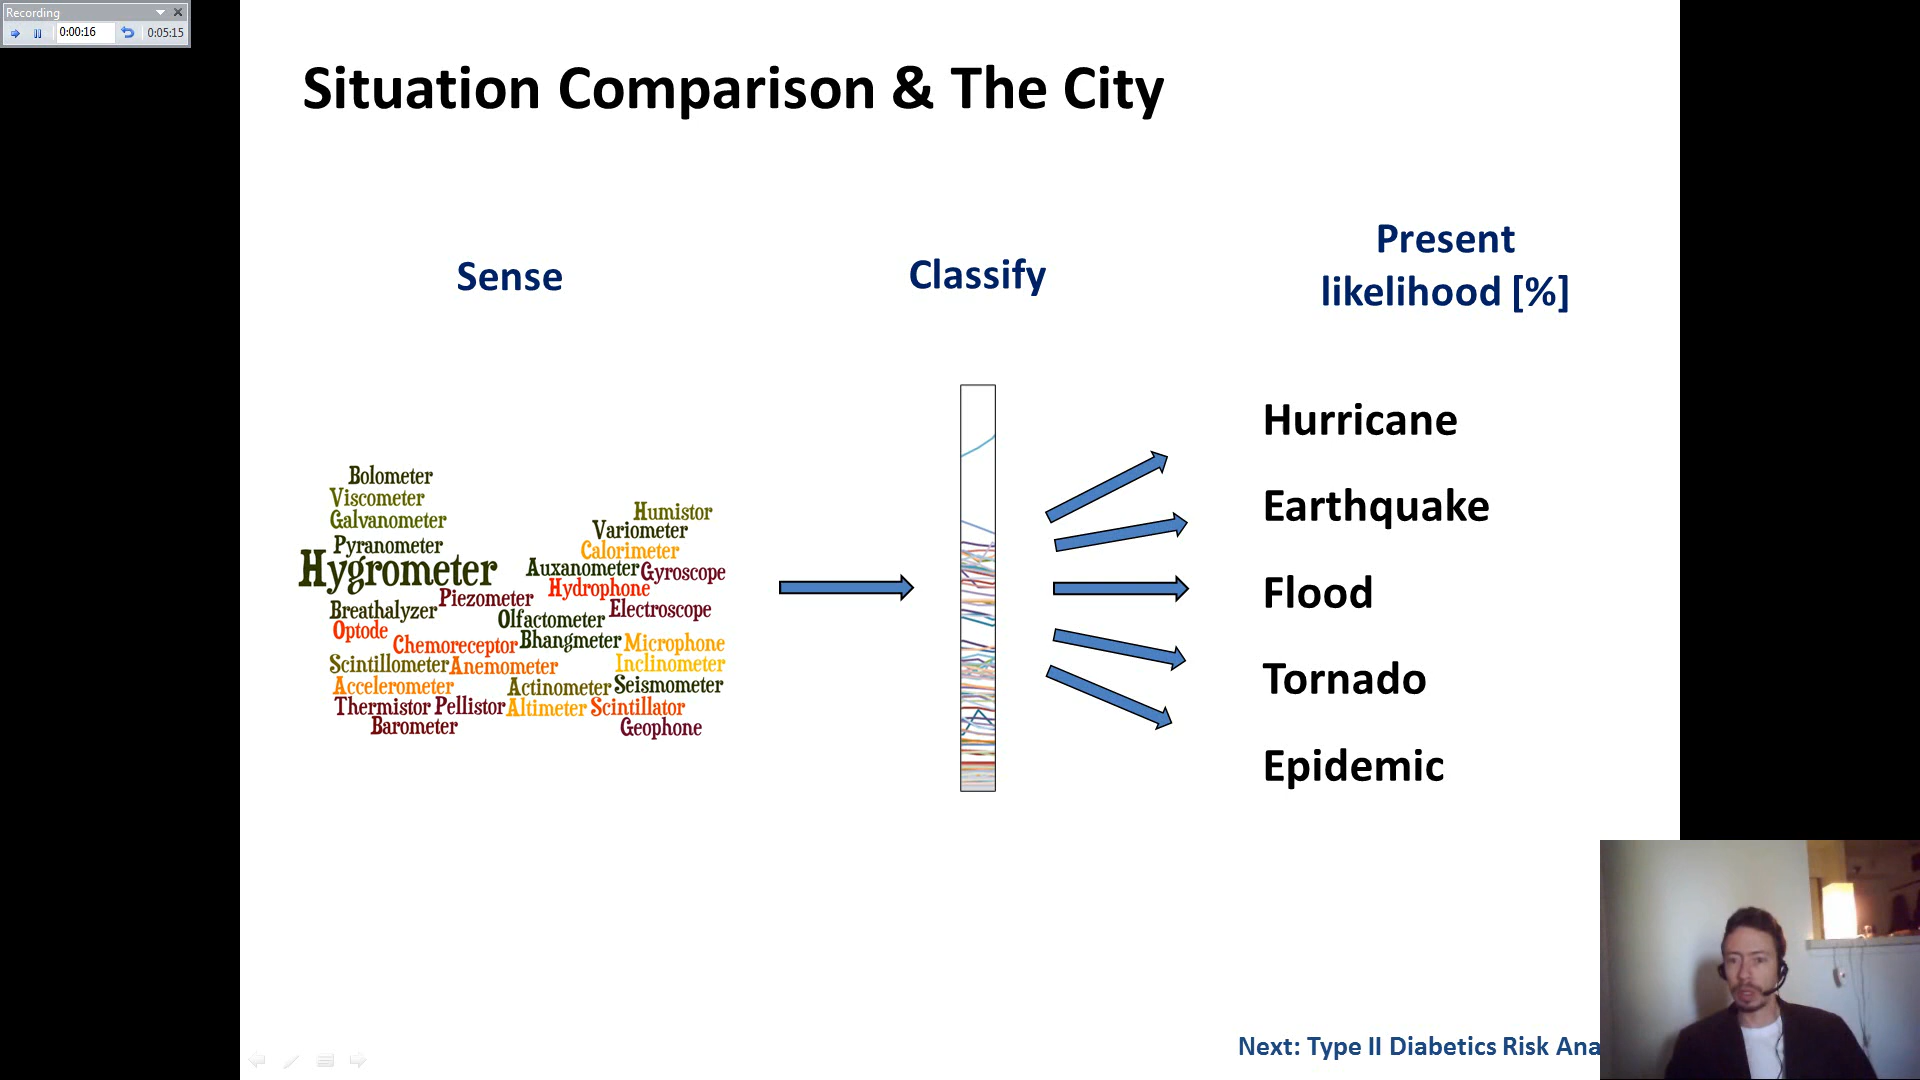 Recording
0:00:16
0:05:15
Situation Comparison & The City
Sense
Classify
Present
likelihood [%]
Bolometer
Viscometer
Galvanometer
Pyranometer
Hygrometer
Piezometer
Breathalyzer
Optode
Chemoreceptor
Scintillometer
Anemometer
Accelerometer
Thermistor
Pellistor
Barometer
Humistor
Variometer
Calorimeter
Auxanometer
Gyroscope
Hydrophone
Electroscope
Olfactometer
Bhangmeter
Microphone
Inclinometer
Actinometer
Seismometer
Altimeter
Scintillator
Geophone
Hurricane
Earthquake
Flood
Tornado
Epidemic
Next: Type II Diabetics Risk Ana